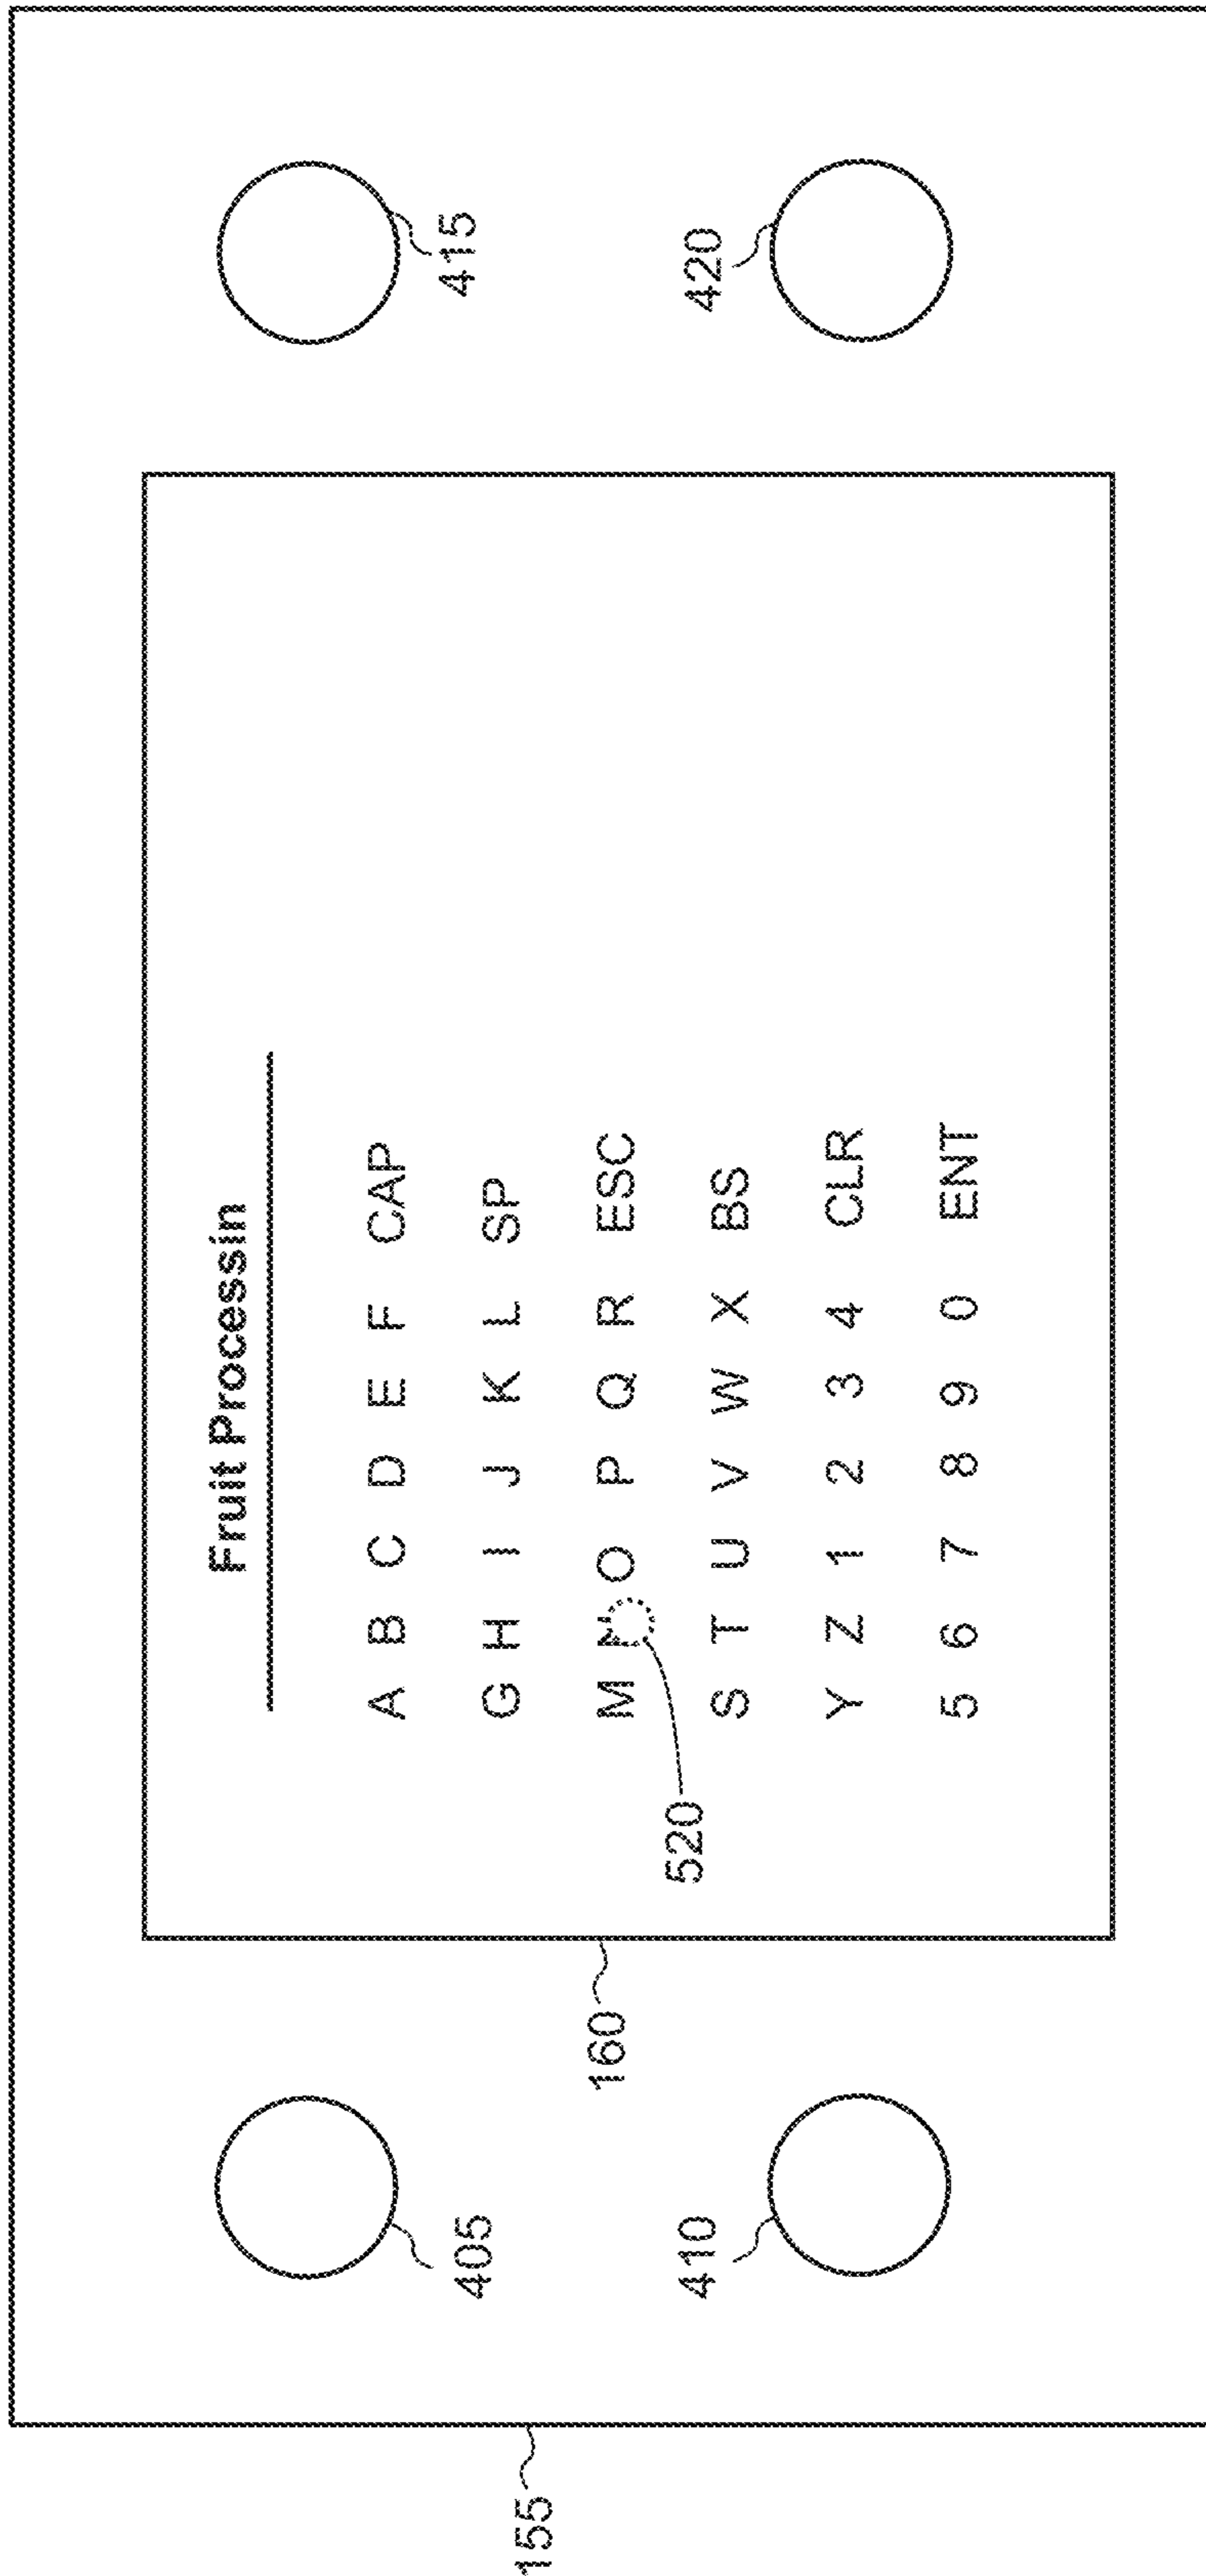 Fruit Processin
A B C D E F CAP
G H I J K L SP
M N O P Q R ESC
S T U V W X BS
Y Z 1 2 3 4 CLR
5 6 7 8 9 0 ENT
520
160
405
410
415
420
155